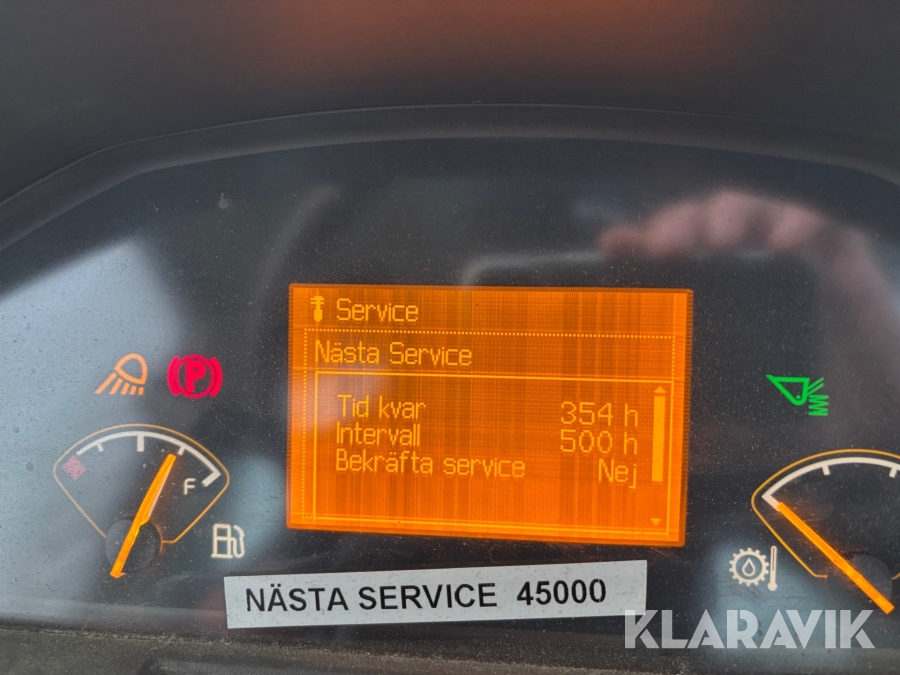 Service
Nästa Service
Tid kvar 354 h
Intervall 500 h
Bekräfta service Nej
P
F
NÄSTA SERVICE 45000
KLARAVIK